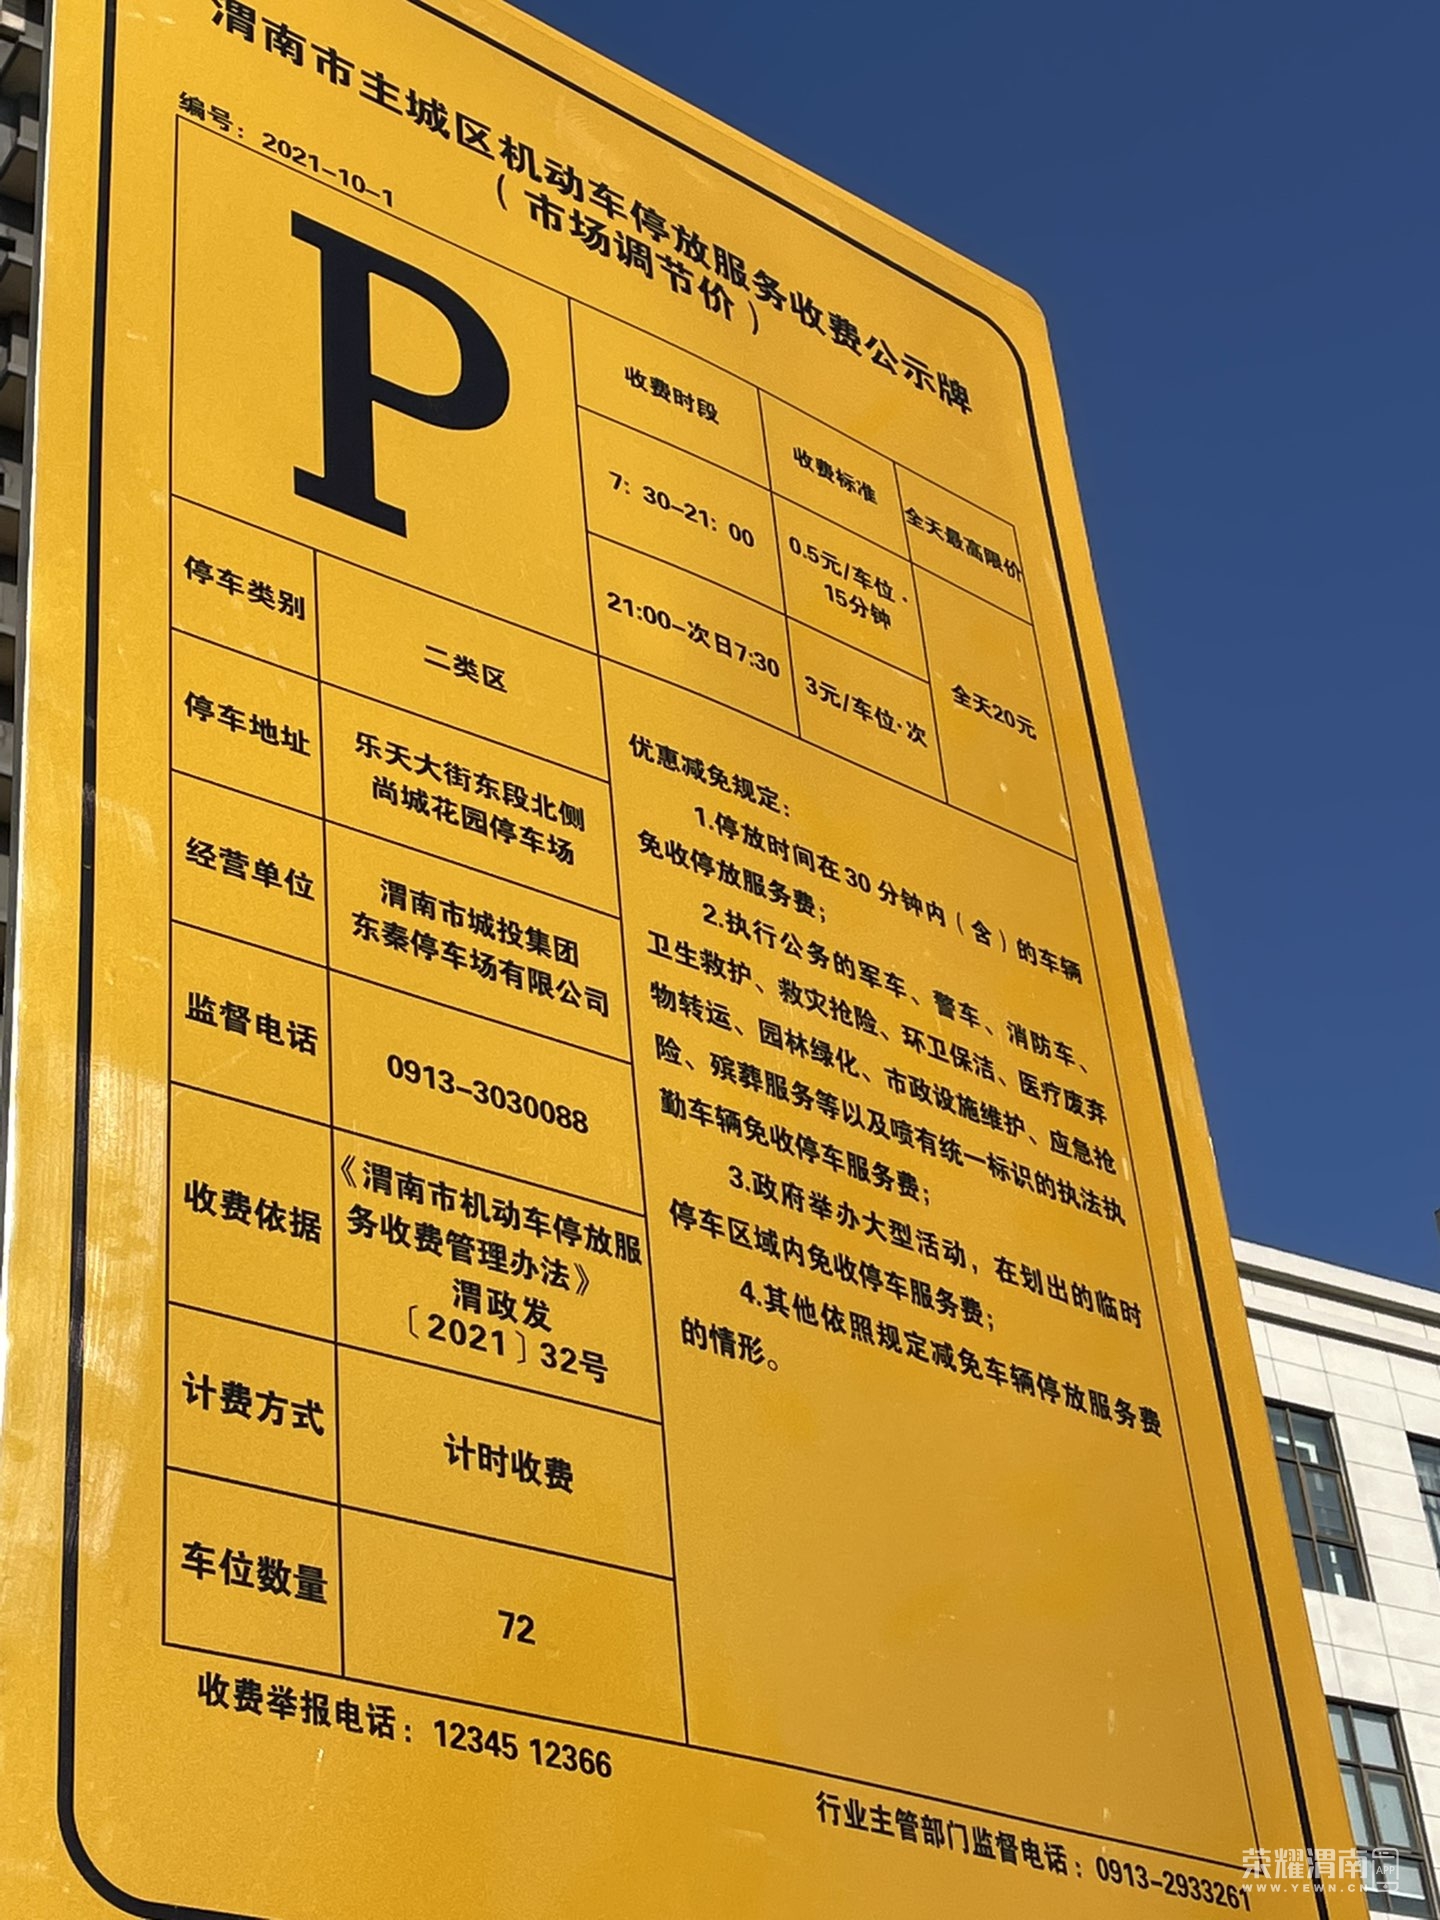 渭南市主城区机动车停放服务收费公示牌
（市场调节价）
编号：2021-10-1
P
收费时段
收费标准
全天最高限价
7：30-21：00
0.5元/车位·
15分钟
21:00-次日7:30
3元/车位·次
全天20元
停车类别
二类区
停车地址
乐天大街东段北侧
尚城花园停车场
经营单位
渭南市城投集团
东秦停车场有限公司
监督电话
0913-3030088
收费依据
《渭南市机动车停放服
务收费管理办法》
渭政发
〔2021〕32号
计费方式
计时收费
车位数量
72
优惠减免规定：
1.停放时间在30分钟内（含）的车辆
免收停放服务费；
2.执行公务的军车、警车、消防车、
卫生救护、救灾抢险、环卫保洁、医疗废弃
物转运、园林绿化、市政设施维护、应急抢
险、殡葬服务等以及喷有统一标识的执法执
勤车辆免收停车服务费；
3.政府举办大型活动，在划出的临时
停车区域内免收停车服务费；
4.其他依照规定减免车辆停放服务费
的情形。
收费举报电话：12345 12366
行业主管部门监督电话：0913-2933261
荣耀渭南 APP
WWW.YEWN.CN